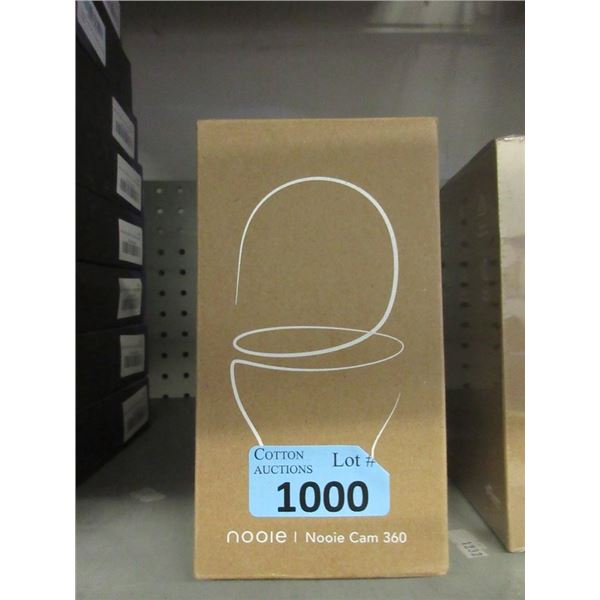 COTTON
AUCTIONS
Lot #
1000
nooie | Nooie Cam 360